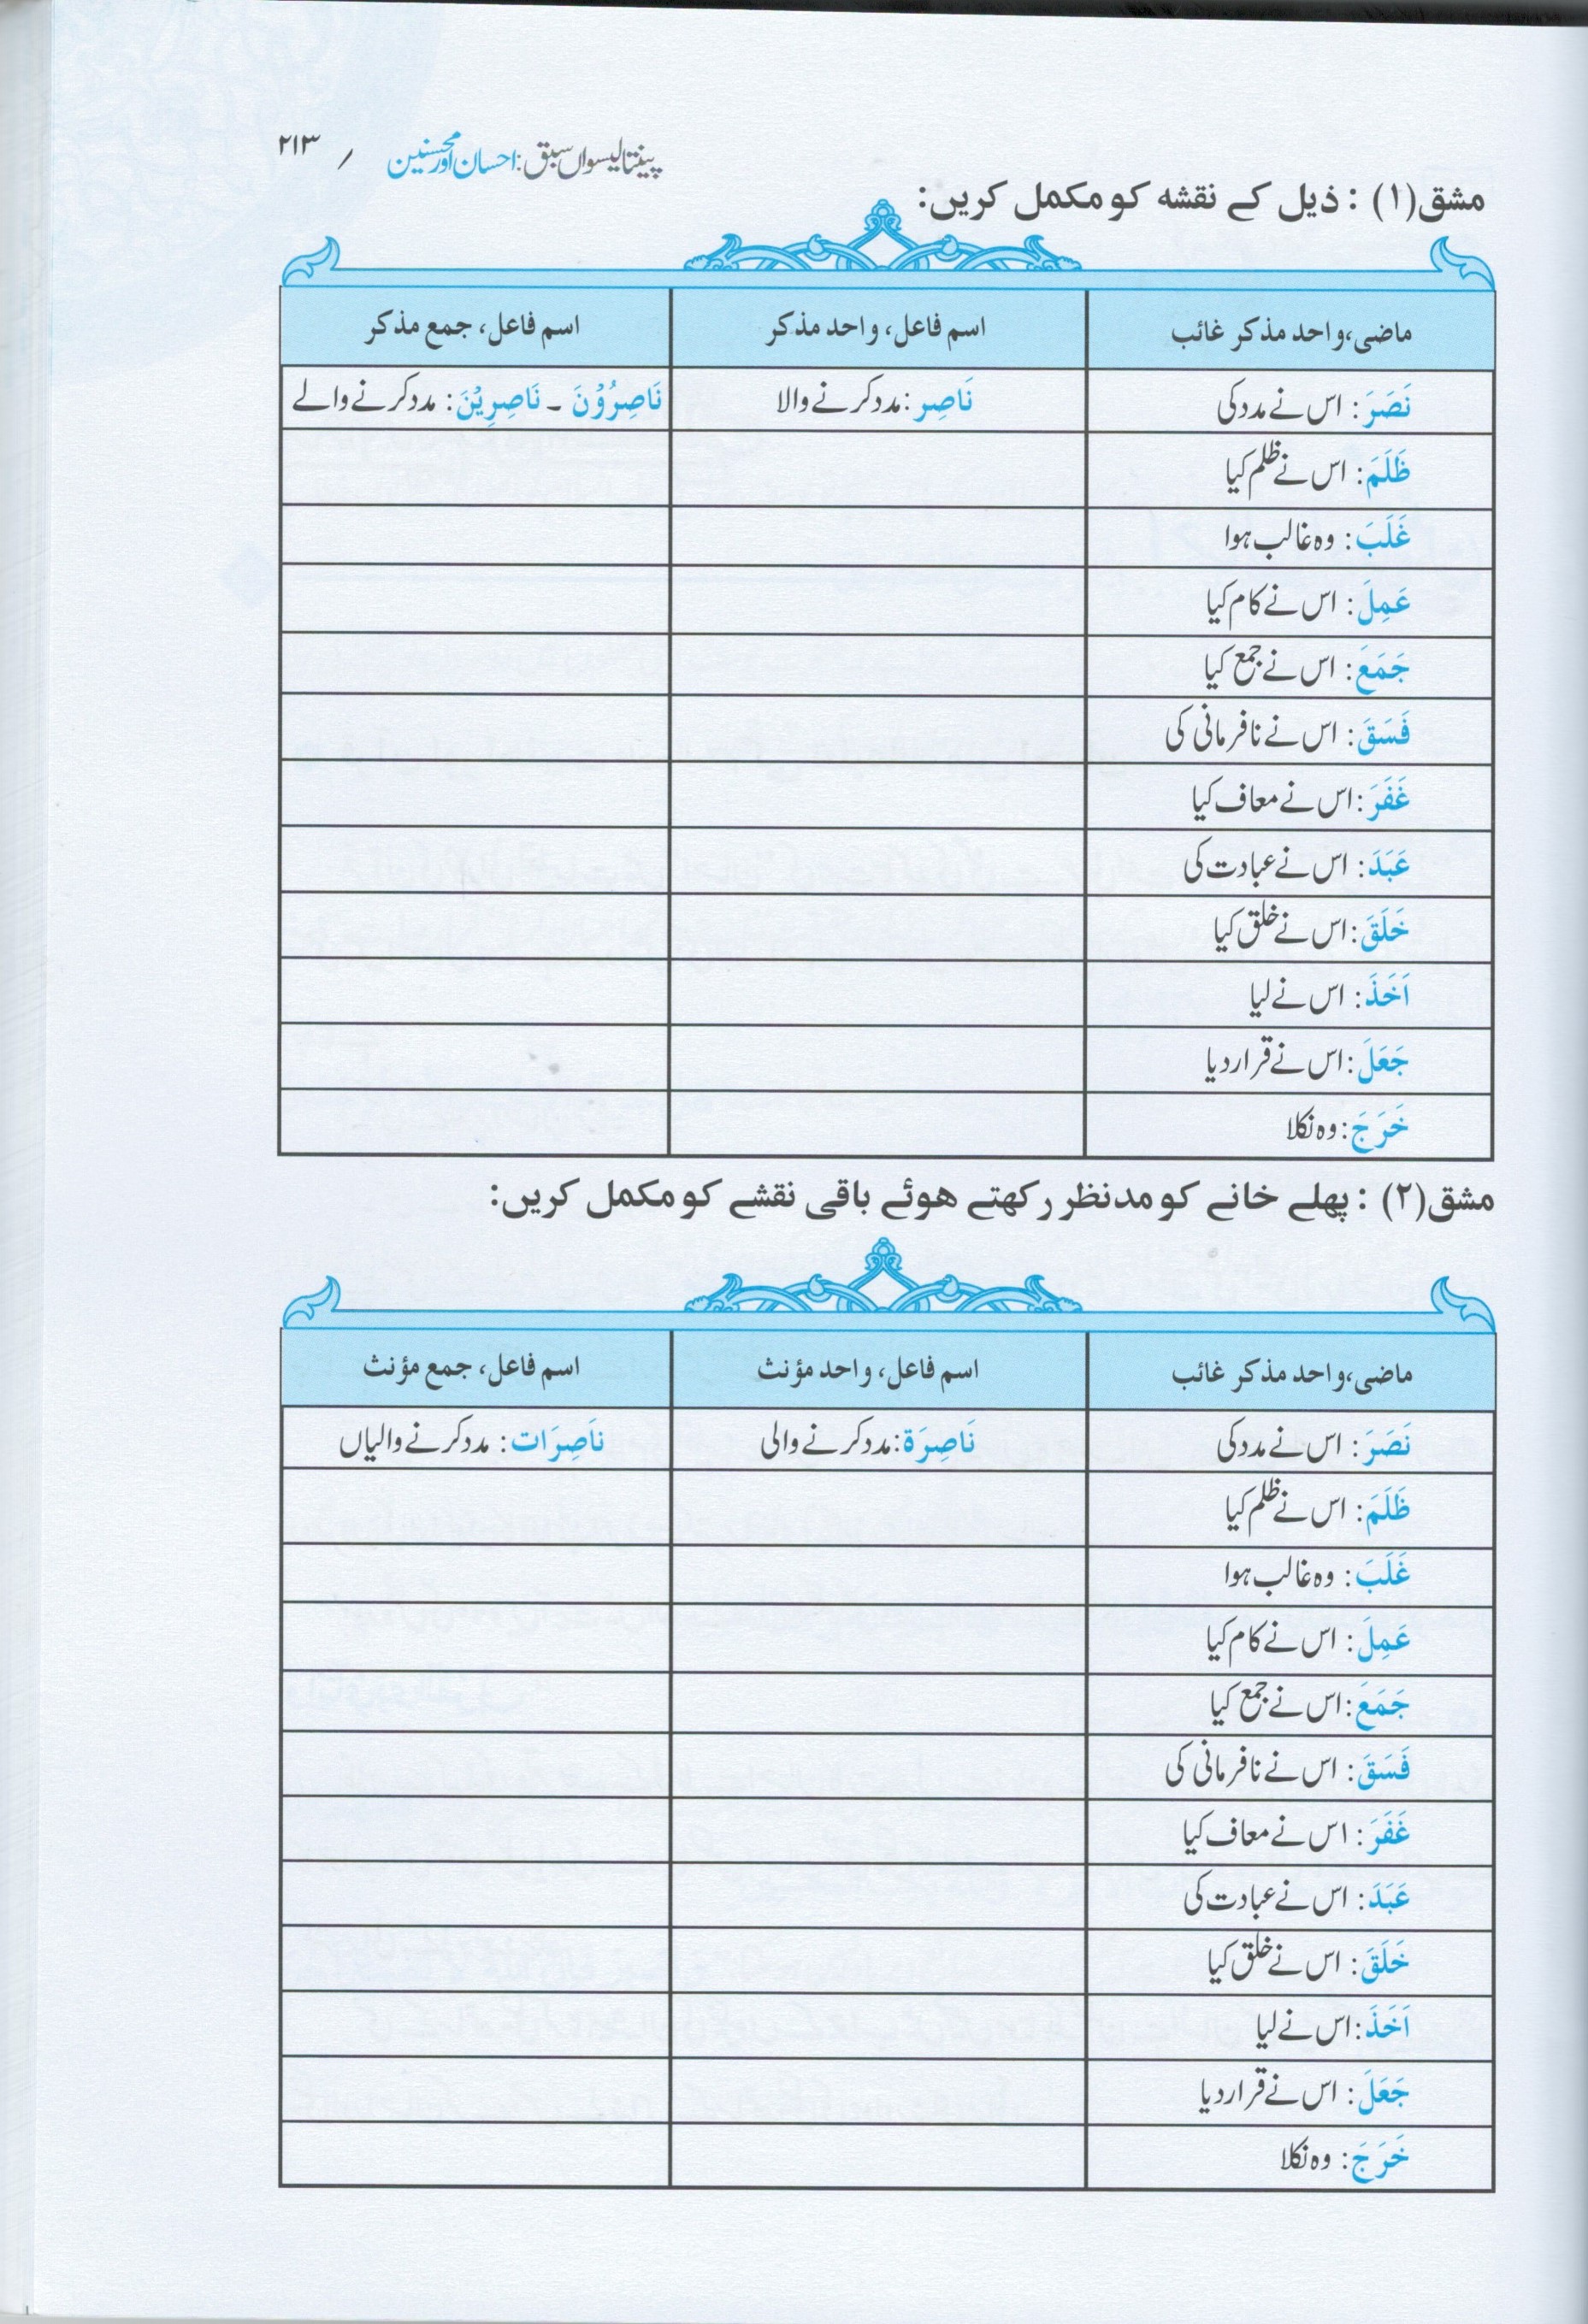 پینتالیسواں سبق: احسان اور محسنین / ۲۱۳
مشق(۱) : ذیل کے نقشہ کو مکمل کریں:
ماضی،واحد مذکر غائب اسم فاعل، واحد مذکر اسم فاعل، جمع مذکر
نَصَرَ: اس نے مدد کی نَاصِر: مدد کرنے والا نَاصِرُوْنَ ۔ نَاصِرِیْنَ: مدد کرنے والے
ظَلَمَ: اس نے ظلم کیا
غَلَبَ: وہ غالب ہوا
عَمِلَ: اس نے کام کیا
جَمَعَ: اس نے جمع کیا
فَسَقَ: اس نے نافرمانی کی
غَفَرَ: اس نے معاف کیا
عَبَدَ: اس نے عبادت کی
خَلَقَ: اس نے خلق کیا
اَخَذَ: اس نے لیا
جَعَلَ: اس نے قرار دیا
خَرَجَ: وہ نکلا
مشق(۲) : پہلے خانے کو مدنظر رکھتے ہوئے باقی نقشے کو مکمل کریں:
ماضی،واحد مذکر غائب اسم فاعل، واحد مؤنث اسم فاعل، جمع مؤنث
نَصَرَ: اس نے مدد کی نَاصِرَة: مدد کرنے والی نَاصِرَات: مدد کرنے والیاں
ظَلَمَ: اس نے ظلم کیا
غَلَبَ: وہ غالب ہوا
عَمِلَ: اس نے کام کیا
جَمَعَ: اس نے جمع کیا
فَسَقَ: اس نے نافرمانی کی
غَفَرَ: اس نے معاف کیا
عَبَدَ: اس نے عبادت کی
خَلَقَ: اس نے خلق کیا
اَخَذَ: اس نے لیا
جَعَلَ: اس نے قرار دیا
خَرَجَ: وہ نکلا